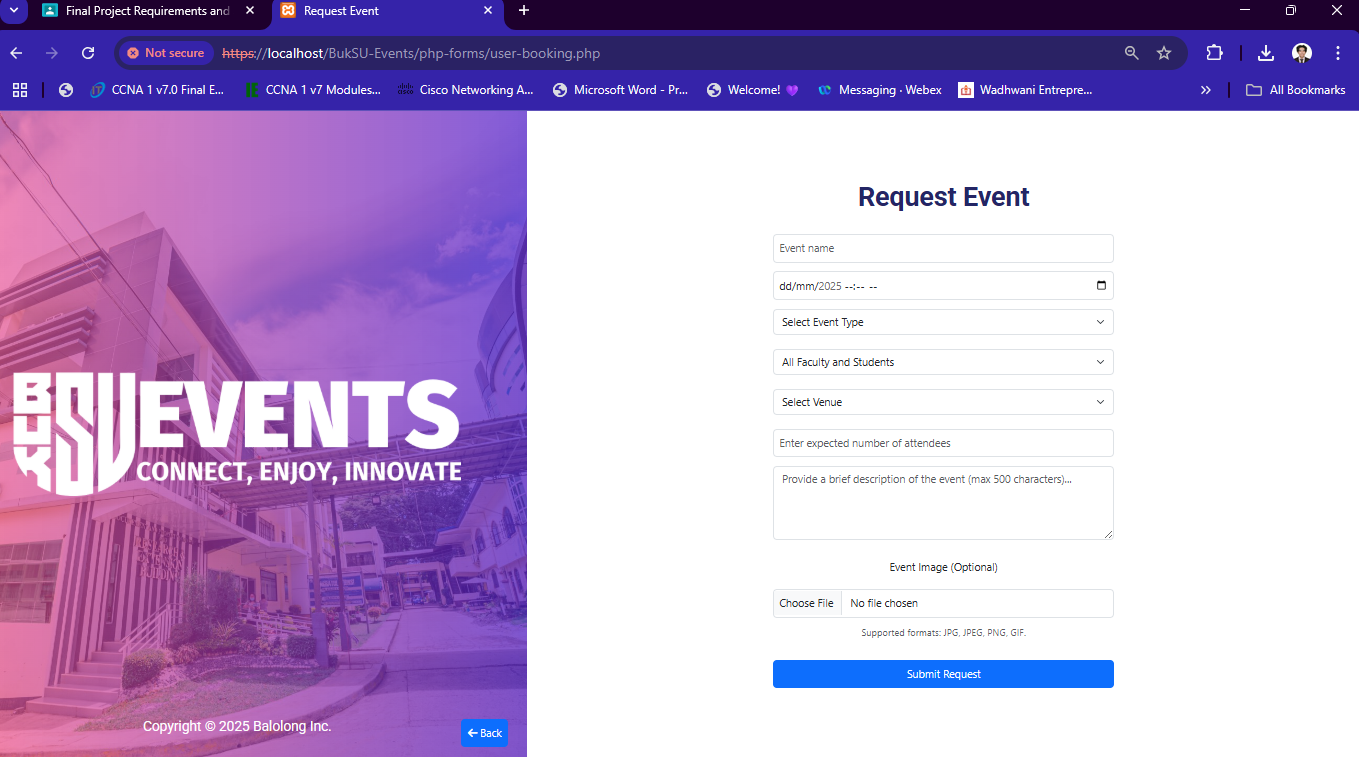 Final Project Requirements and
Request Event
Not secure
https://localhost/BukSU-Events/php-forms/user-booking.php
CCNA 1 v7.0 Final E...
CCNA 1 v7 Modules...
Cisco Networking A...
Microsoft Word - Pr...
Welcome! 💜
Messaging · Webex
Wadhwani Entrepre...
All Bookmarks
BUKSU EVENTS
CONNECT, ENJOY, INNOVATE
Copyright © 2025 Balolong Inc.
Back
Request Event
Event name
dd/mm/2025 --:-- --
Select Event Type
All Faculty and Students
Select Venue
Enter expected number of attendees
Provide a brief description of the event (max 500 characters)...
Event Image (Optional)
Choose File No file chosen
Supported formats: JPG, JPEG, PNG, GIF.
Submit Request